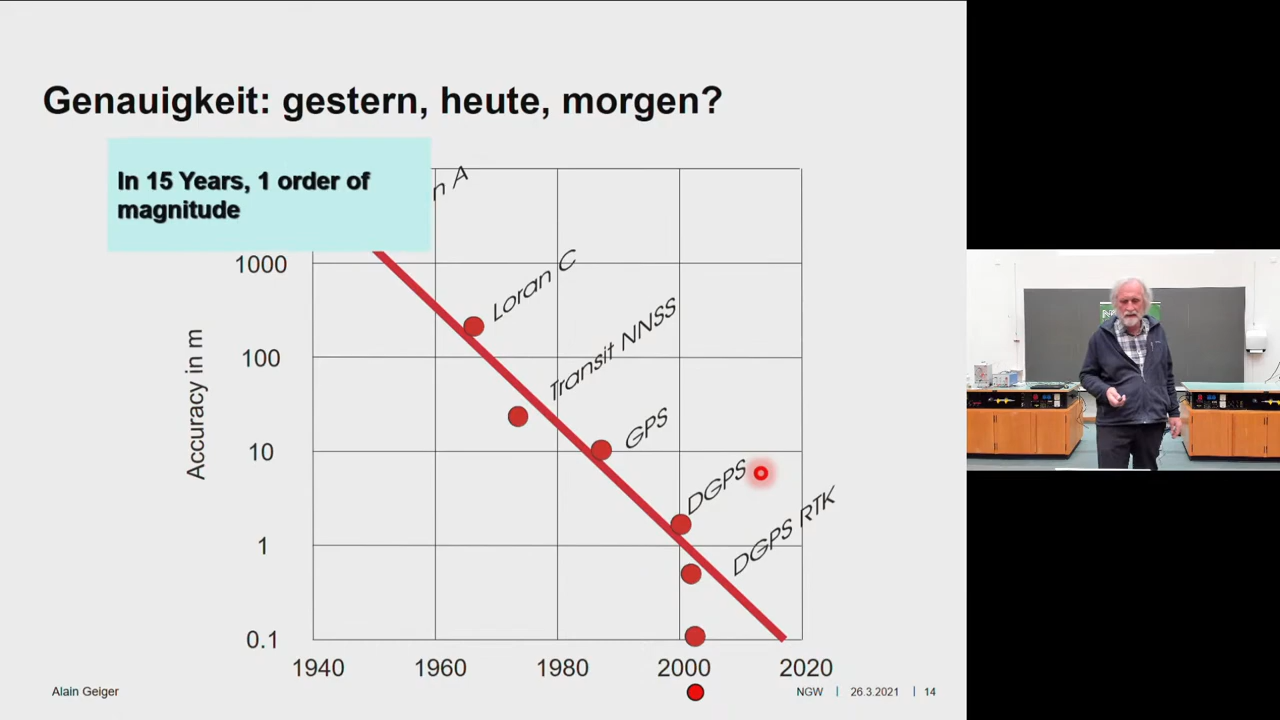 Genauigkeit: gestern, heute, morgen?
In 15 Years, 1 order of
magnitude
n A
1000
Loran C
100
Transit NNSS
Accuracy in m
10
GPS
DGPS
1
DGPS RTK
0.1
1940
1960
1980
2000
2020
Alain Geiger
NGW
26.3.2021
14